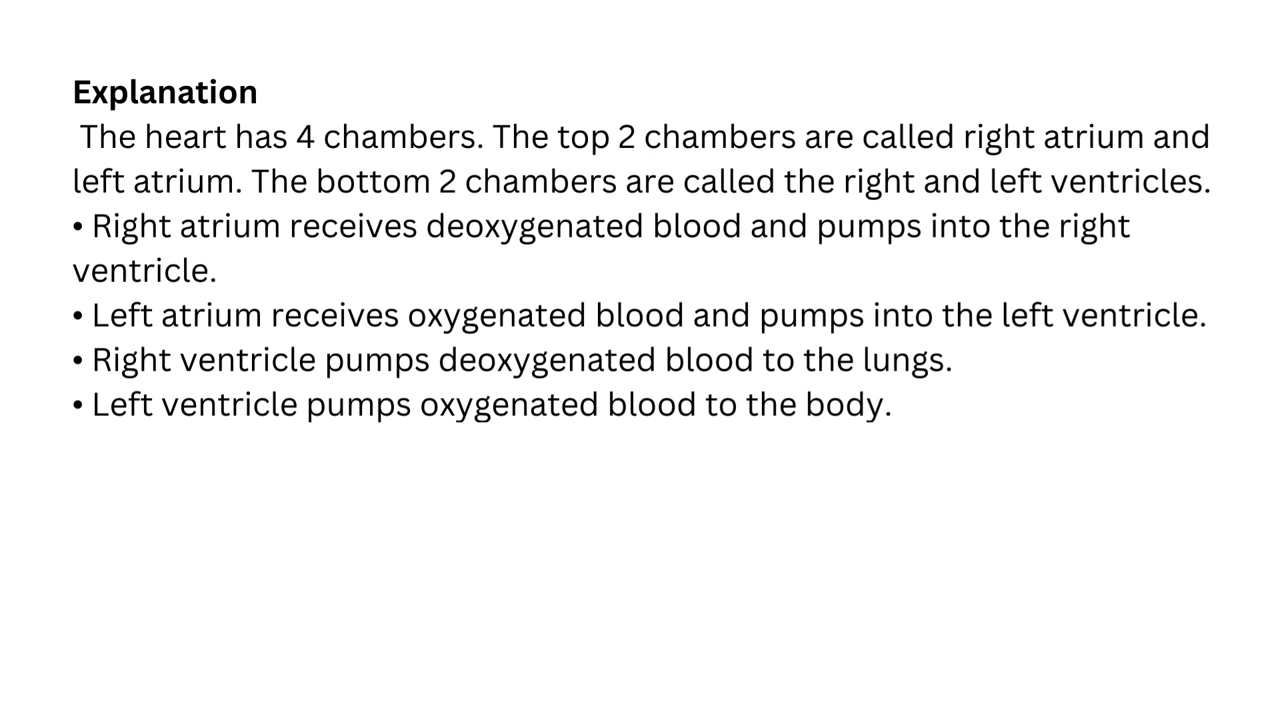 Explanation
The heart has 4 chambers. The top 2 chambers are called right atrium and
left atrium. The bottom 2 chambers are called the right and left ventricles.
• Right atrium receives deoxygenated blood and pumps into the right
ventricle.
• Left atrium receives oxygenated blood and pumps into the left ventricle.
• Right ventricle pumps deoxygenated blood to the lungs.
• Left ventricle pumps oxygenated blood to the body.